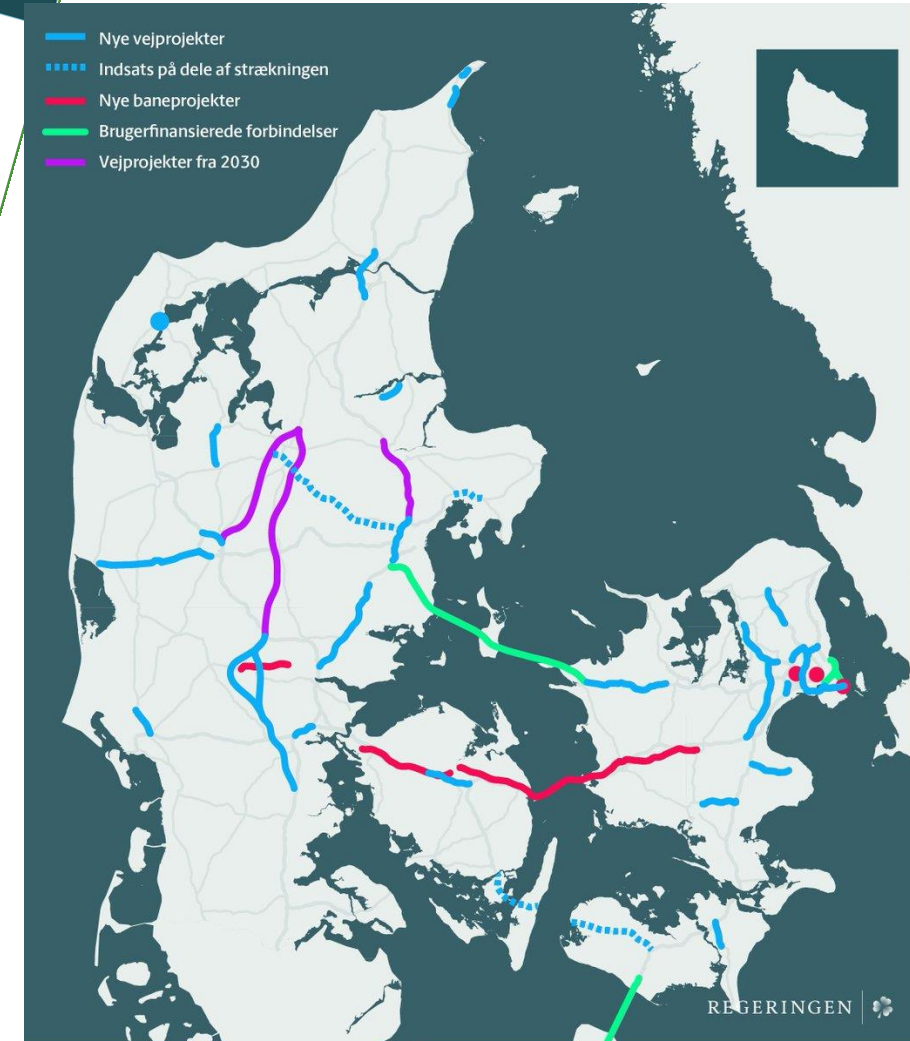 Nye vejprojekter
Indsats på dele af strækningen
Nye baneprojekter
Brugerfinansierede forbindelser
Vejprojekter fra 2030
REGERINGEN